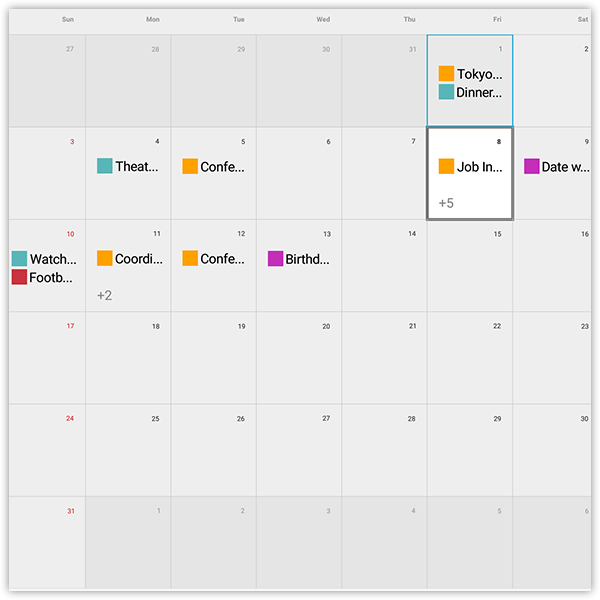 Sun Mon Tue Wed Thu Fri Sat
27 28 29 30 31 1 2
Tokyo...
Dinner...
3 4 5 6 7 8 9
Theat... Confe... Job In... Date w...
+5
10 11 12 13 14 15 16
Watch... Coordi... Confe... Birthd...
Footb...
+2
17 18 19 20 21 22 23
24 25 26 27 28 29 30
31 1 2 3 4 5 6